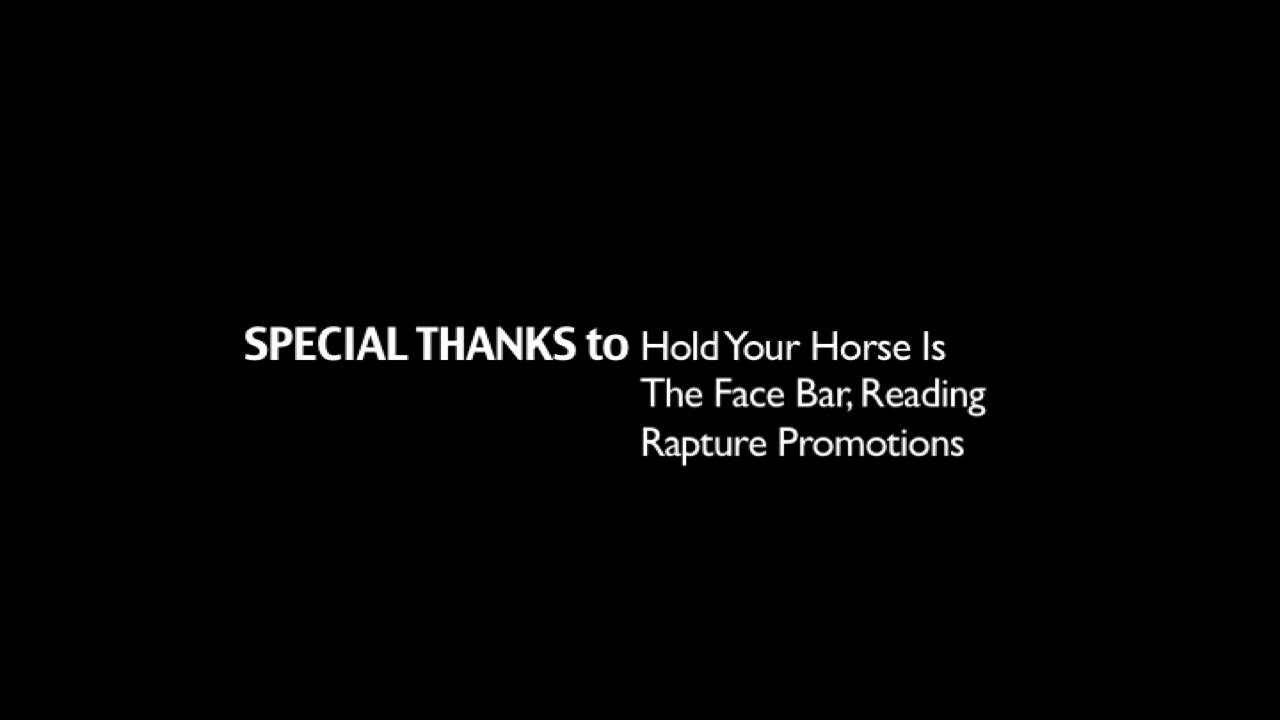 SPECIAL THANKS to Hold Your Horse Is
The Face Bar, Reading
Rapture Promotions